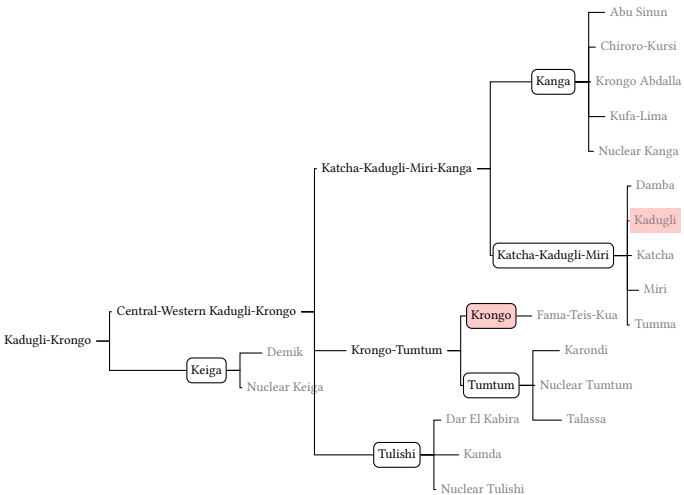 Abu Sinun
Chiroro-Kursi
Kanga
Krongo Abdalla
Kufa-Lima
Nuclear Kanga
Katcha-Kadugli-Miri-Kanga
Damba
Kadugli
Katcha-Kadugli-Miri
Katcha
Miri
Tumma
Central-Western Kadugli-Krongo
Krongo
Fama-Teis-Kua
Kadugli-Krongo
Krongo-Tumtum
Karondi
Demik
Keiga
Tumtum
Nuclear Tumtum
Nuclear Keiga
Talassa
Dar El Kabira
Tulishi
Kamda
Nuclear Tulishi